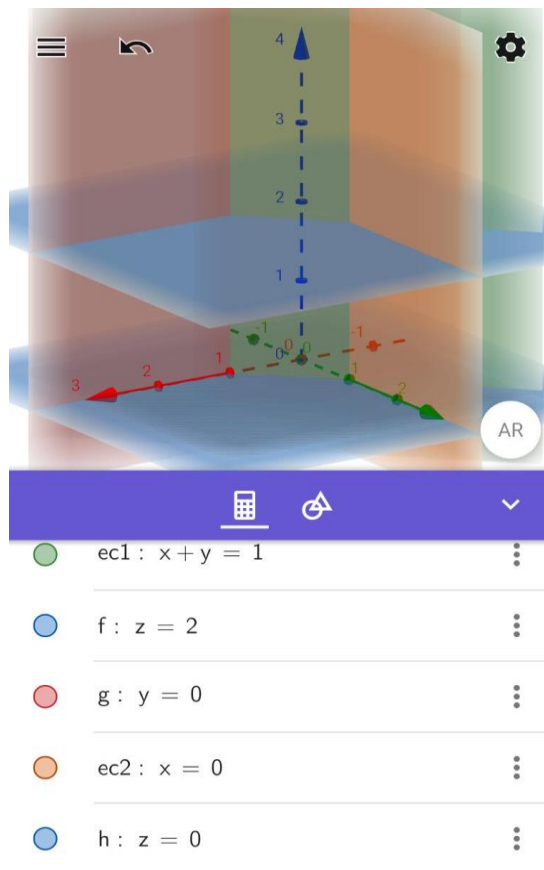 4
3
2
1
-1
0
0
0
-1
1
2
3
1
2
AR
ec1 : x + y = 1
f : z = 2
g : y = 0
ec2 : x = 0
h : z = 0